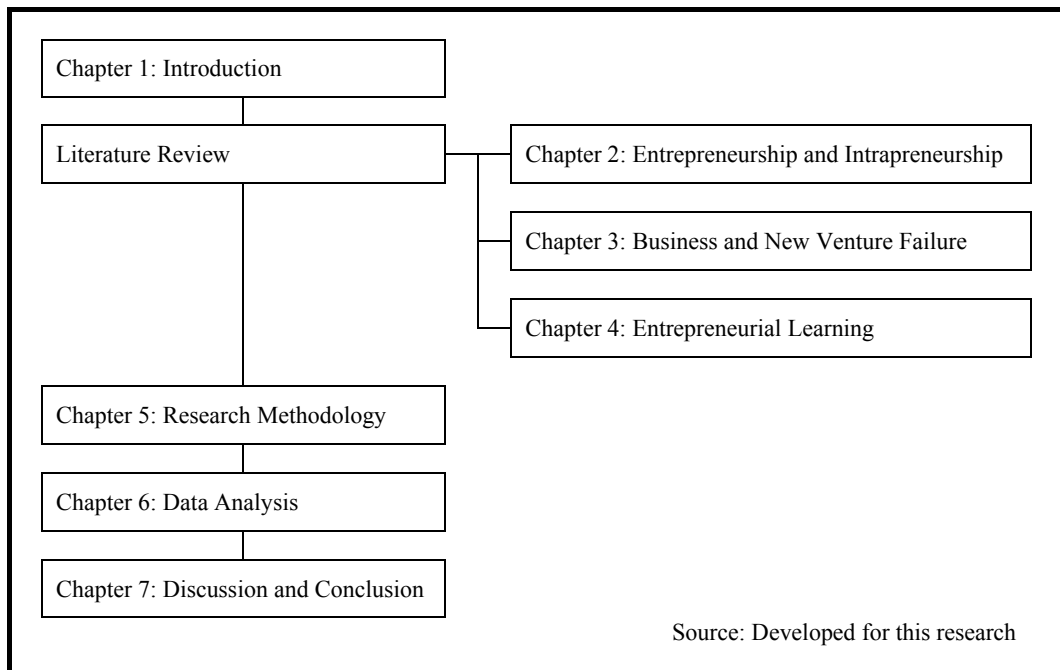 Chapter 1: Introduction
Literature Review
Chapter 2: Entrepreneurship and Intrapreneurship
Chapter 3: Business and New Venture Failure
Chapter 4: Entrepreneurial Learning
Chapter 5: Research Methodology
Chapter 6: Data Analysis
Chapter 7: Discussion and Conclusion
Source: Developed for this research